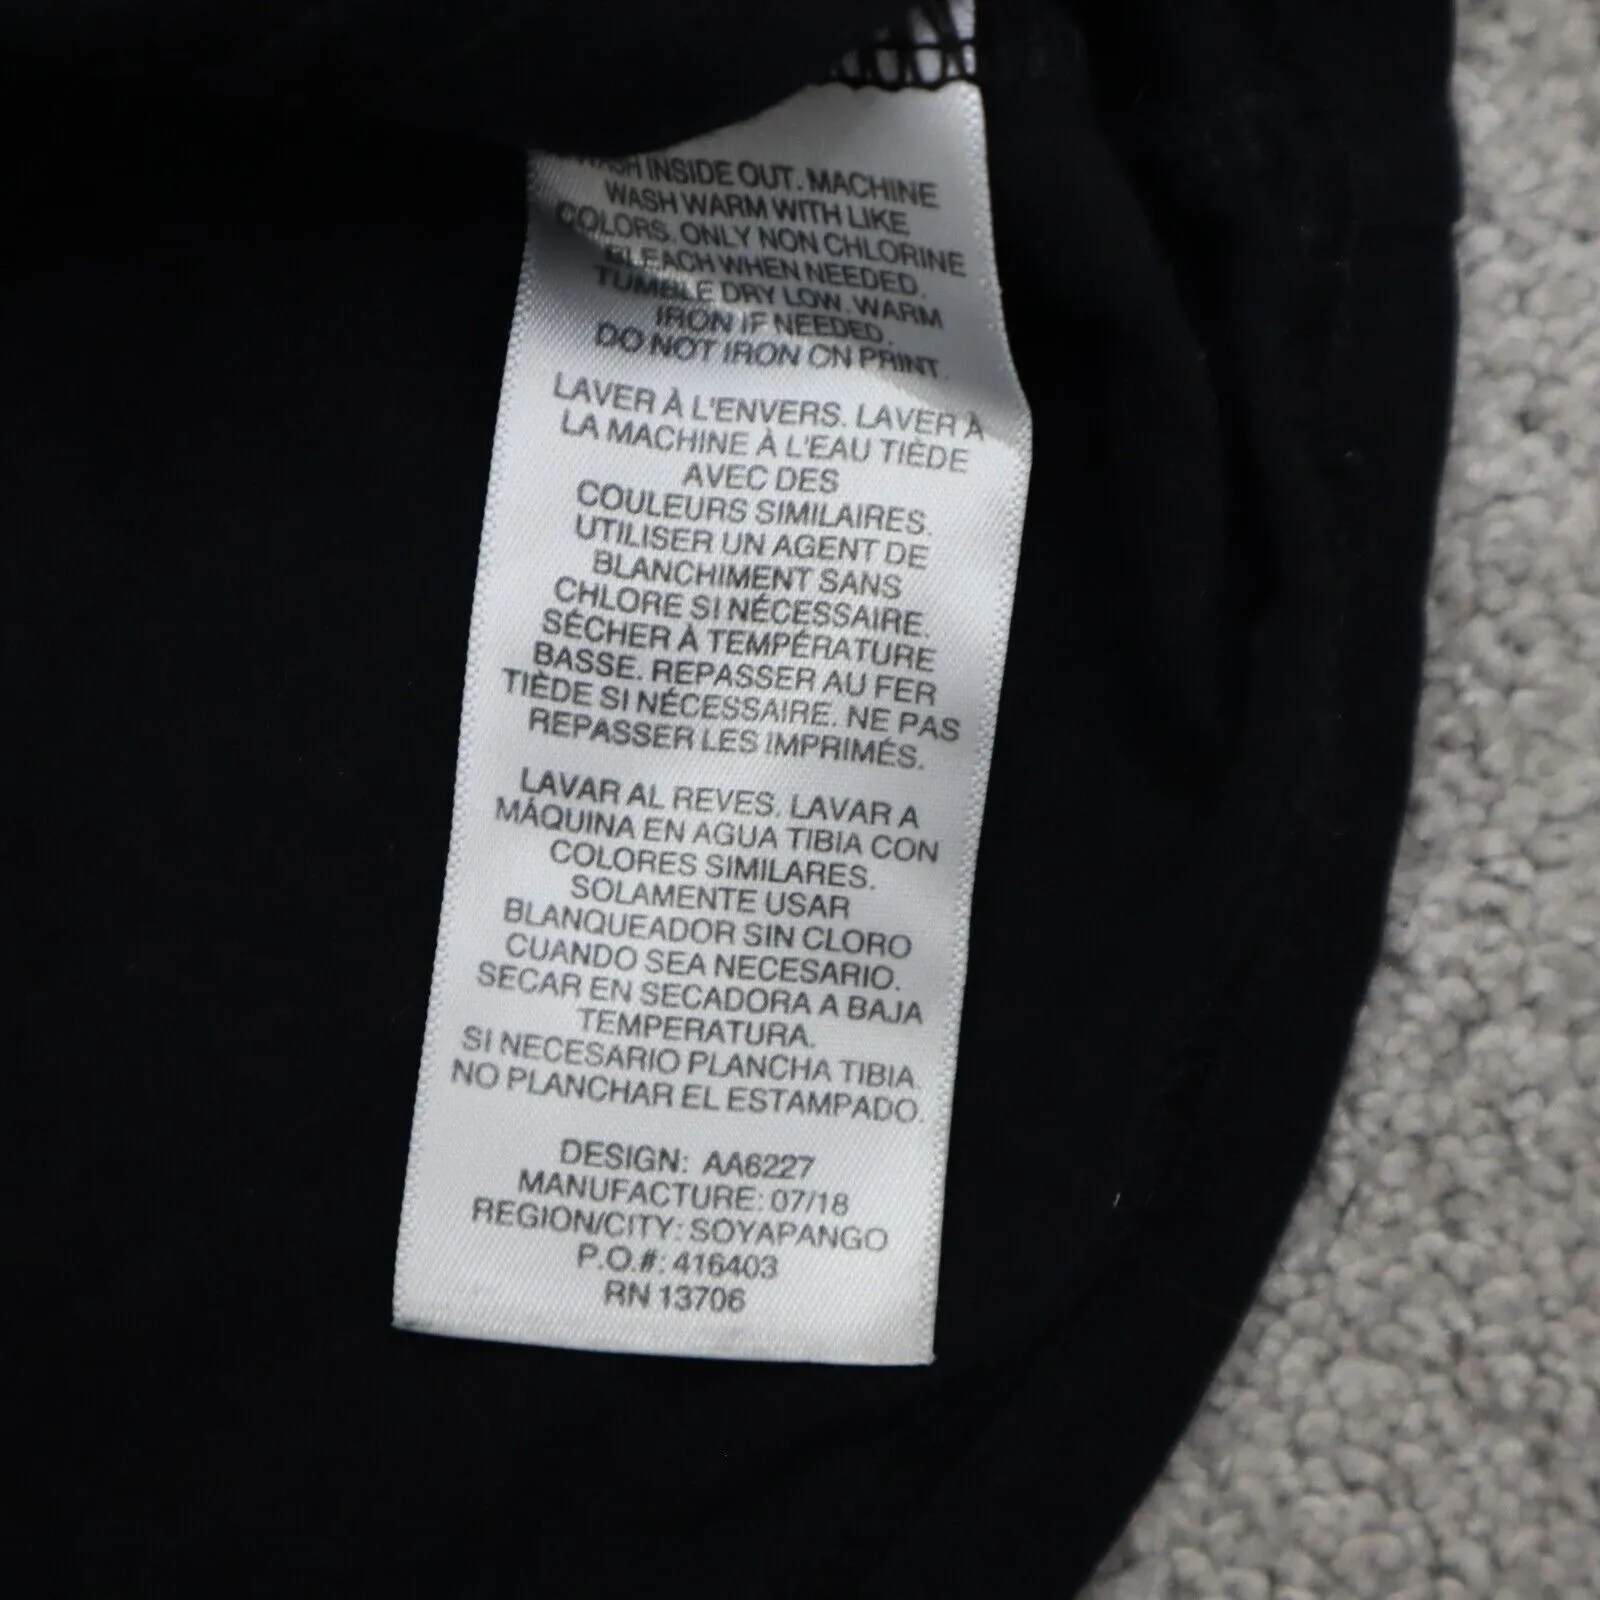 WASH INSIDE OUT. MACHINE
WASH WARM WITH LIKE
COLORS. ONLY NON CHLORINE
BLEACH WHEN NEEDED.
TUMBLE DRY LOW. WARM
IRON IF NEEDED.
DO NOT IRON ON PRINT.
LAVER À L'ENVERS. LAVER À
LA MACHINE À L'EAU TIÈDE
AVEC DES
COULEURS SIMILAIRES.
UTILISER UN AGENT DE
BLANCHIMENT SANS
CHLORE SI NÉCESSAIRE.
SÉCHER À TEMPÉRATURE
BASSE. REPASSER AU FER
TIÈDE SI NÉCESSAIRE. NE PAS
REPASSER LES IMPRIMÉS.
LAVAR AL REVES. LAVAR A
MÁQUINA EN AGUA TIBIA CON
COLORES SIMILARES.
SOLAMENTE USAR
BLANQUEADOR SIN CLORO
CUANDO SEA NECESARIO.
SECAR EN SECADORA A BAJA
TEMPERATURA.
SI NECESARIO PLANCHA TIBIA
NO PLANCHAR EL ESTAMPADO.
DESIGN: AA6227
MANUFACTURE: 07/18
REGION/CITY: SOYAPANGO
P.O.#: 416403
RN 13706